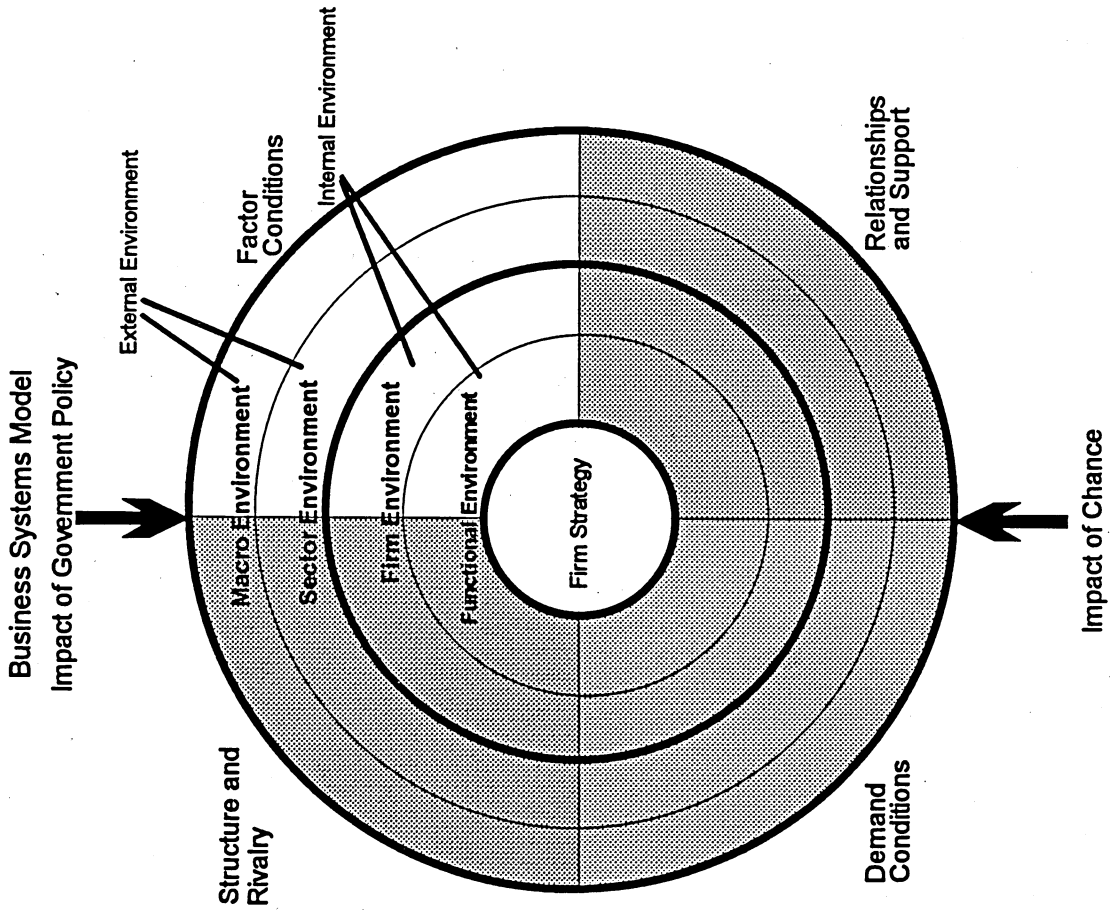 Business Systems Model
Impact of Government Policy
External Environment
Structure and
Rivalry
Factor
Conditions
Internal Environment
Macro Environment
Sector Environment
Firm Environment
Functional Environment
Firm Strategy
Demand
Conditions
Relationships
and Support
Impact of Chance